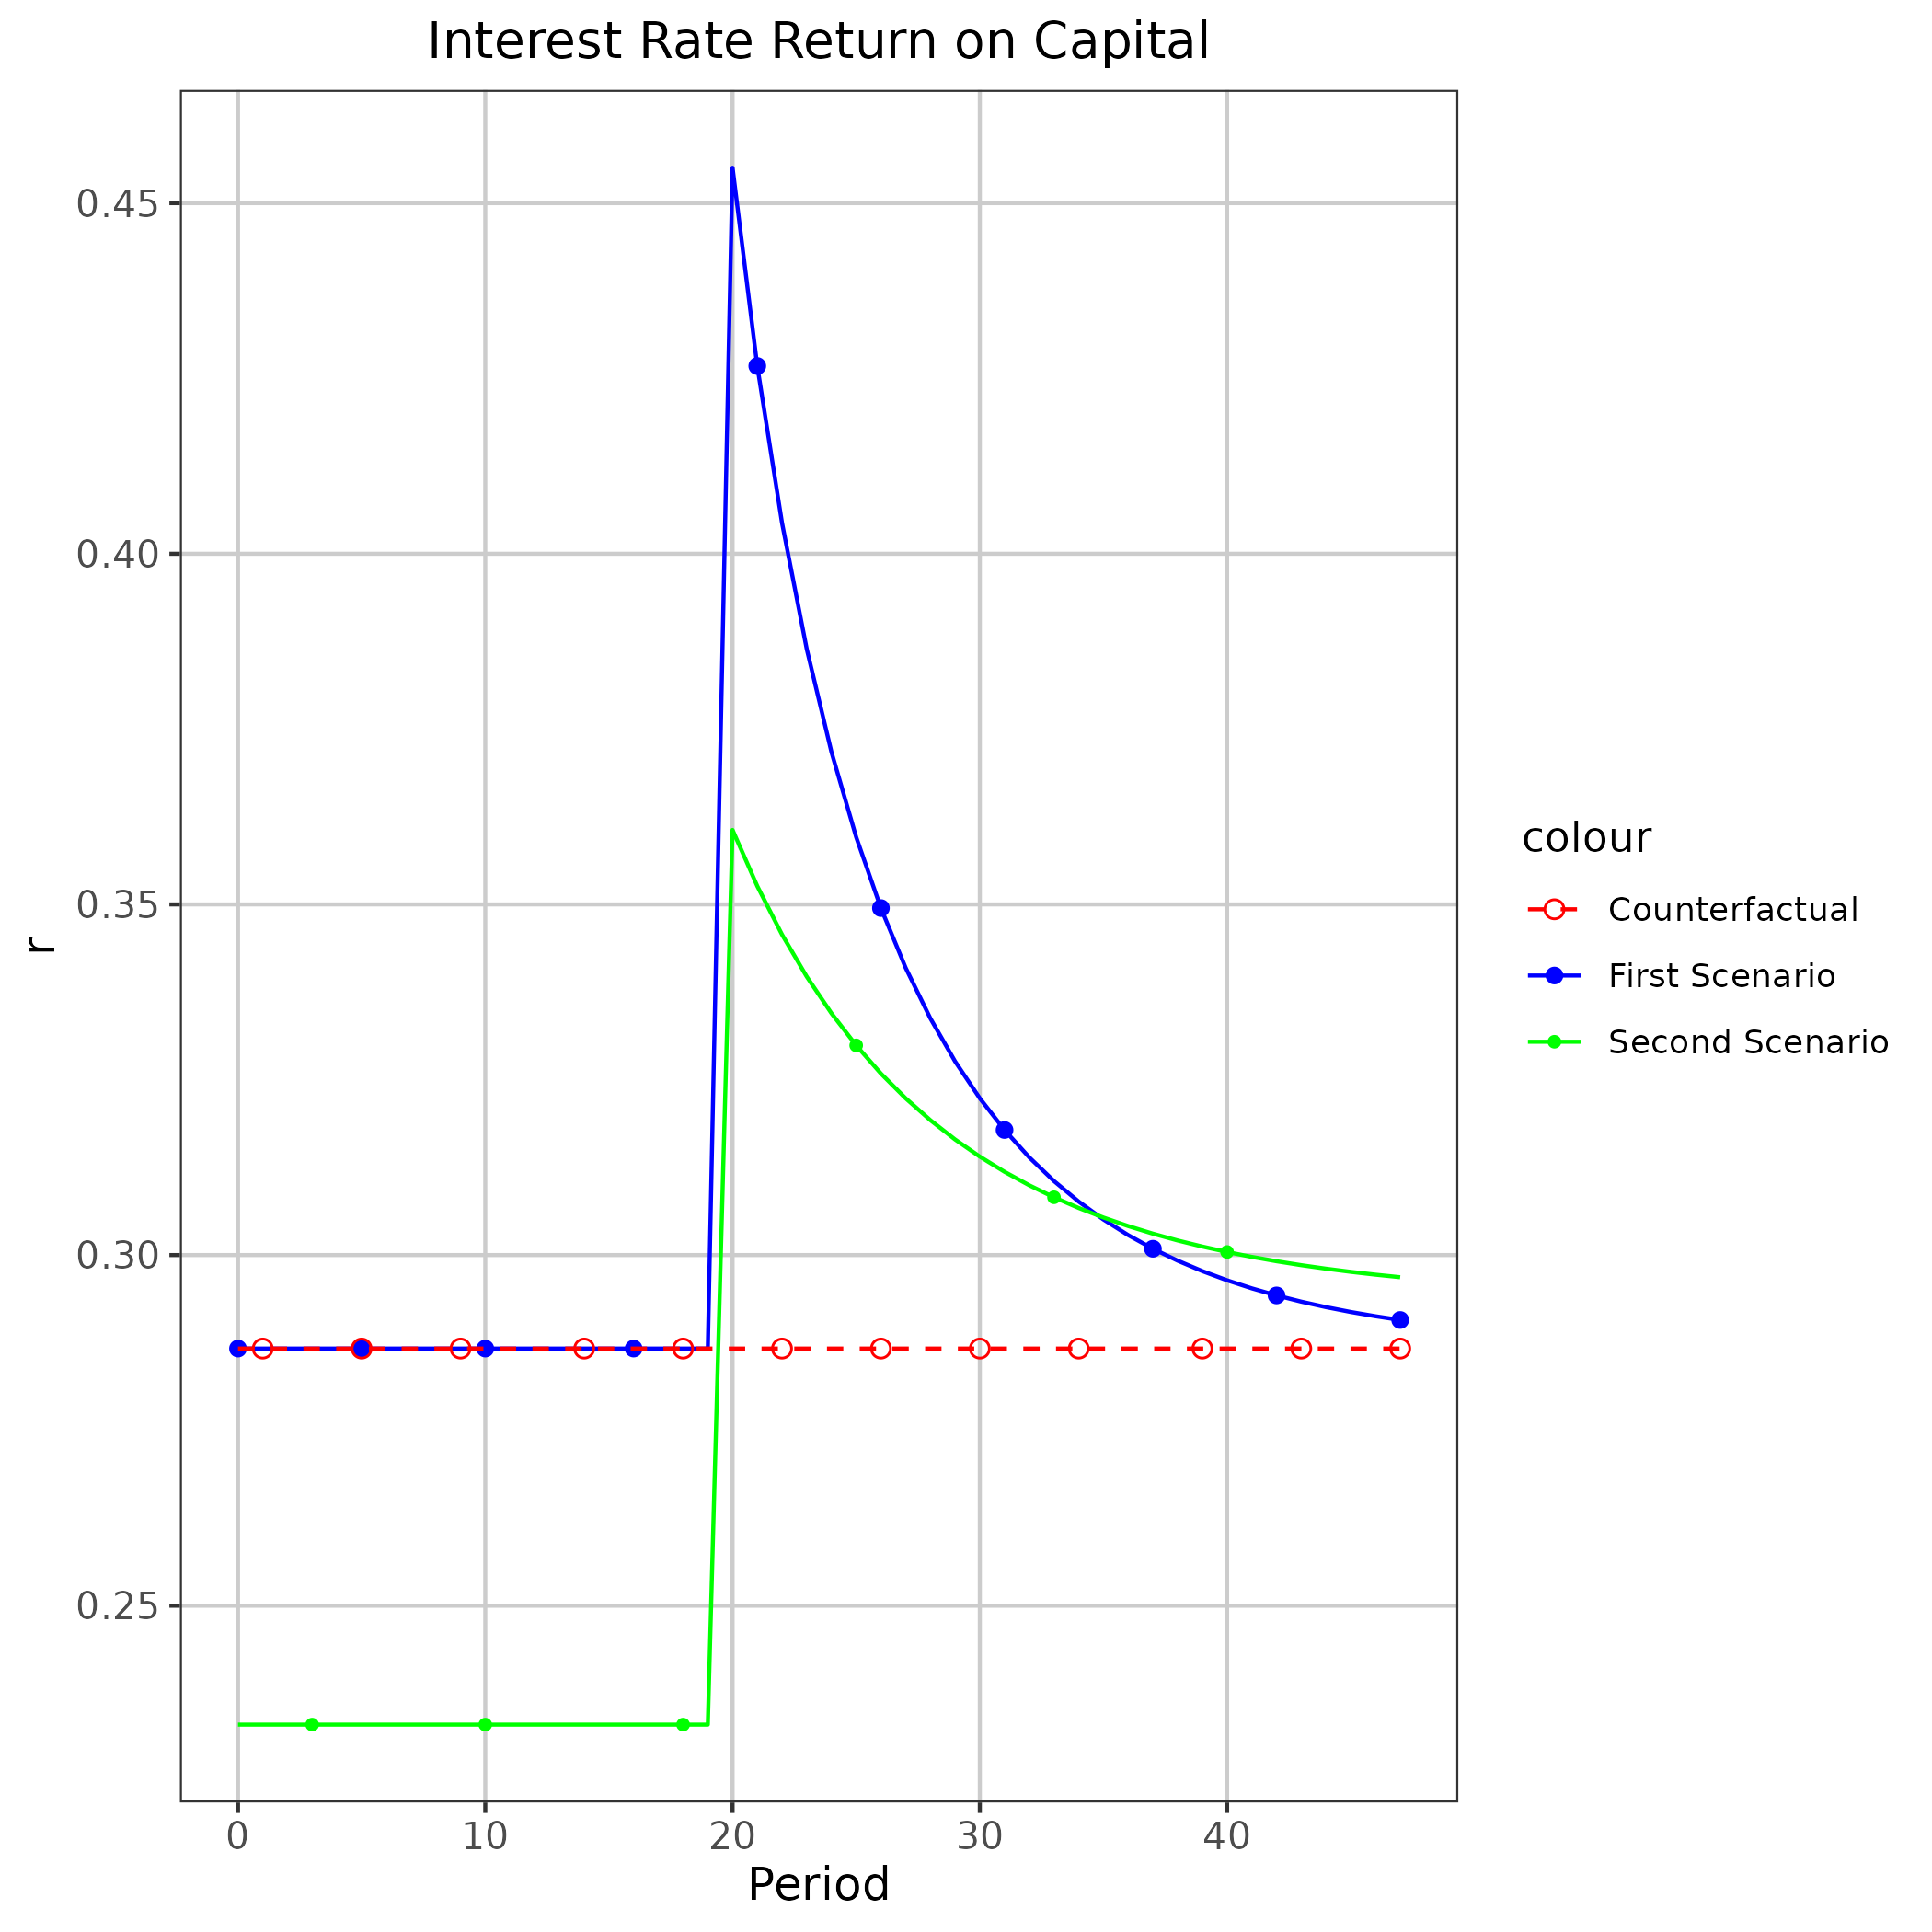 Interest Rate Return on Capital
0.45
0.40
0.35
0.30
0.25
r
0 10 20 30 40
Period
colour
Counterfactual
First Scenario
Second Scenario